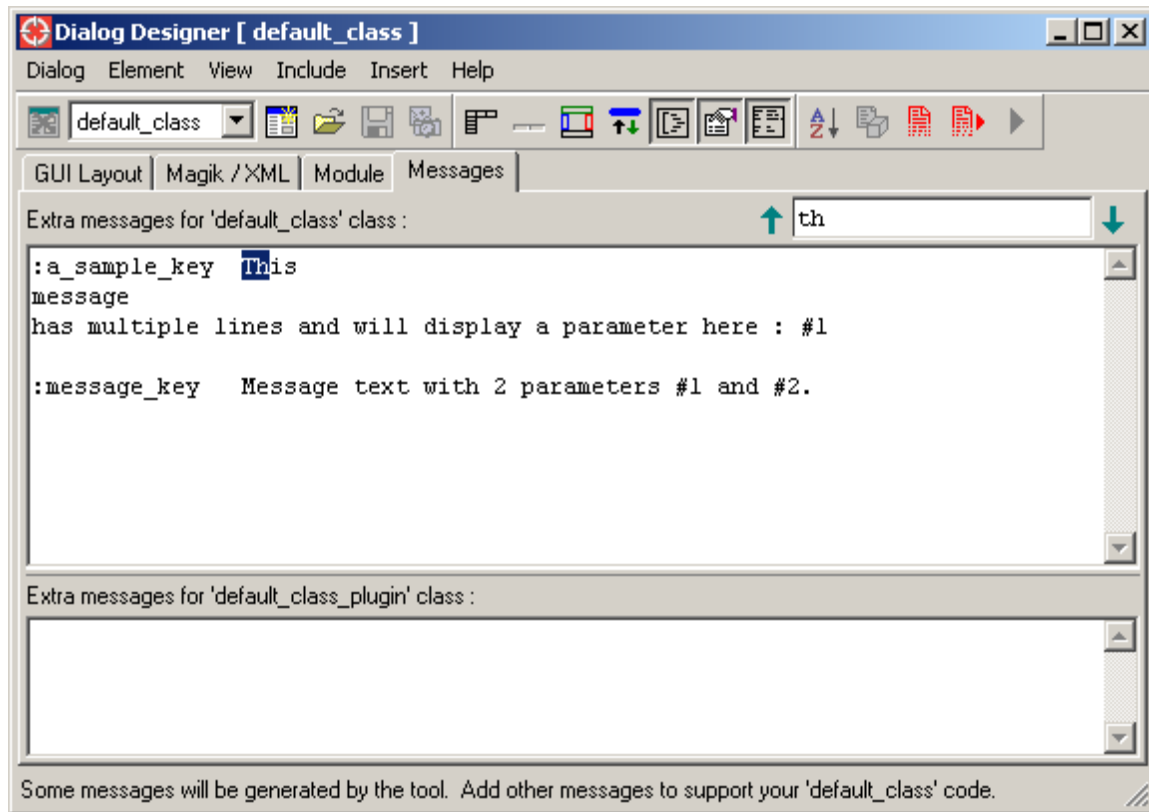 Dialog Designer [ default_class ]
Dialog Element View Include Insert Help
default_class
A
Z
GUI Layout Magik / XML Module Messages
Extra messages for 'default_class' class : th
:a_sample_key  This
message
has multiple lines and will display a parameter here : #1
:message_key   Message text with 2 parameters #1 and #2.
Extra messages for 'default_class_plugin' class :
Some messages will be generated by the tool.  Add other messages to support your 'default_class' code.